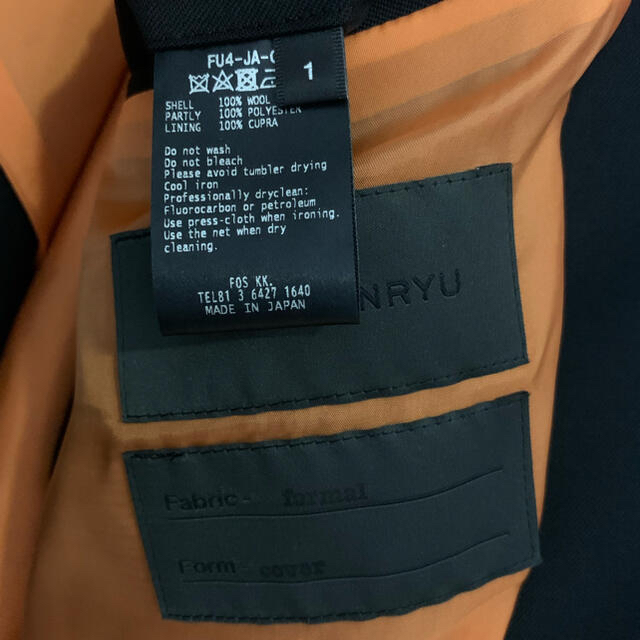 FU4-JA-
1
SHELL 100% WOOL
PARTLY 100% POLYESTER
LINING 100% CUPRA
Do not wash
Do not bleach
Please avoid tumbler drying
Cool iron
Professionally dryclean:
Fluorocarbon or petroleum
Use press-cloth when ironing.
Use the net when dry
cleaning.
FOS KK.
TEL81 3 6427 1640
MADE IN JAPAN
NRYU
Fabric - formal
Form - cover